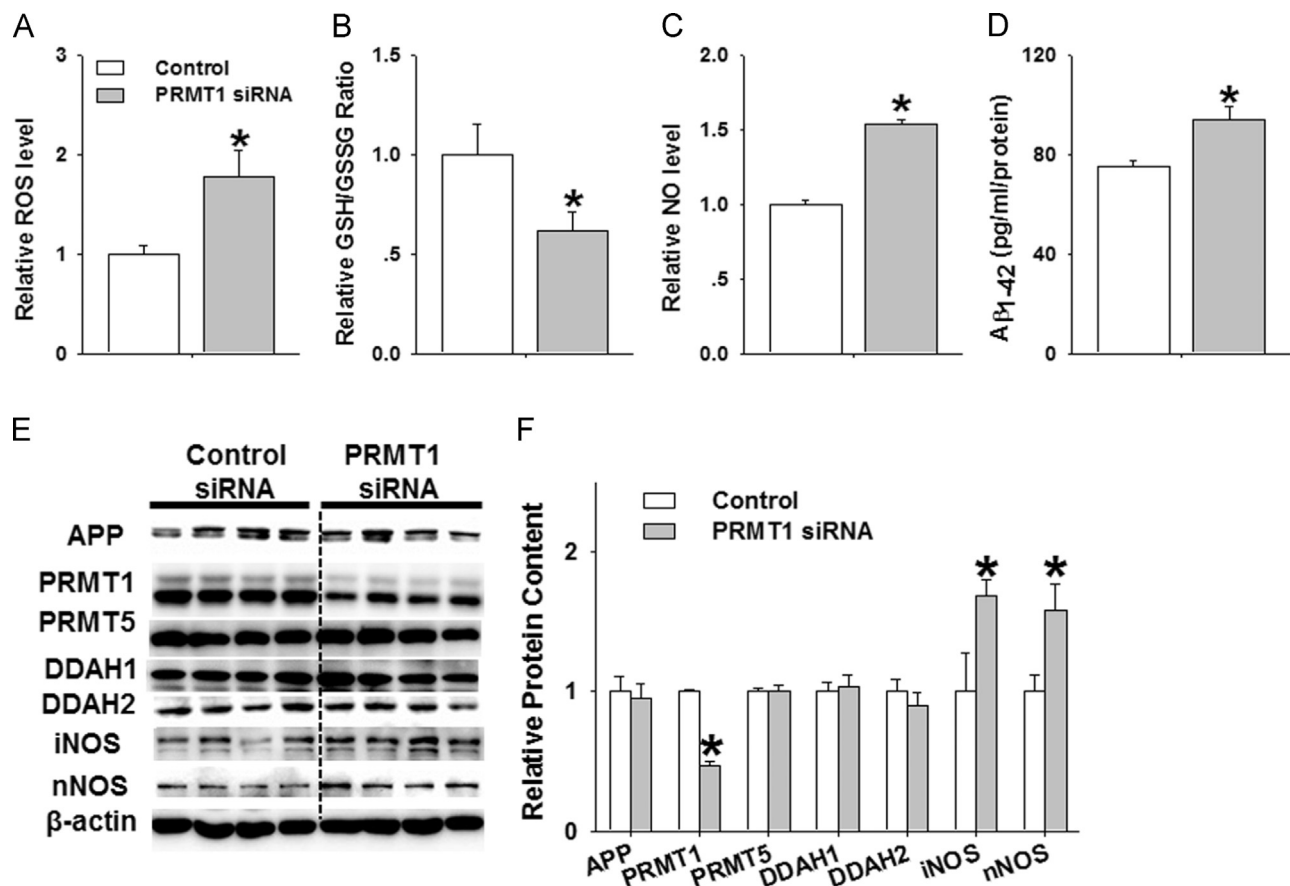 A
B
C
D
Relative ROS level
3
2
1
0
Control
PRMT1 siRNA
*
Relative GSH/GSSG Ratio
1.5
1.0
.5
0.0
*
Relative NO level
2.0
1.5
1.0
.5
0.0
*
Aβ1-42 (pg/ml/protein)
120
80
40
0
*
E
Control siRNA
PRMT1 siRNA
APP
PRMT1
PRMT5
DDAH1
DDAH2
iNOS
nNOS
β-actin
F
Relative Protein Content
2
1
0
Control
PRMT1 siRNA
*
*
*
APP
PRMT1
PRMT5
DDAH1
DDAH2
iNOS
nNOS